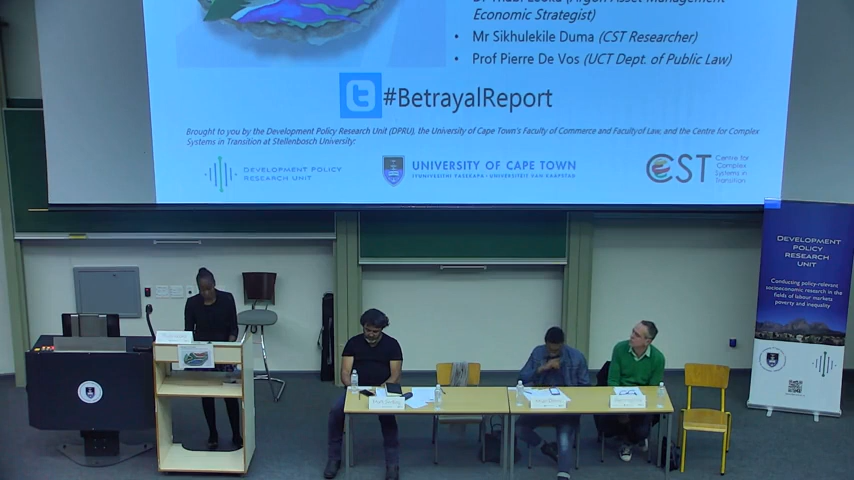 Economic Strategist)
• Mr Sikhulekile Duma (CST Researcher)
• Prof Pierre De Vos (UCT Dept. of Public Law)
#BetrayalReport
Brought to you by the Development Policy Research Unit (DPRU), the University of Cape Town's Faculty of Commerce and Faculty of Law, and the Centre for Complex
Systems in Transition at Stellenbosch University:
DEVELOPMENT POLICY
RESEARCH UNIT
UNIVERSITY OF CAPE TOWN
IYUNIVESITHI YASEKAPA • UNIVERSITEIT VAN KAAPSTAD
CST
Centre for
Complex
Systems in
Transition
DEVELOPMENT
POLICY
RESEARCH
UNIT
Conducting policy-relevant
socioeconomic research in the
fields of labour markets
poverty and inequality